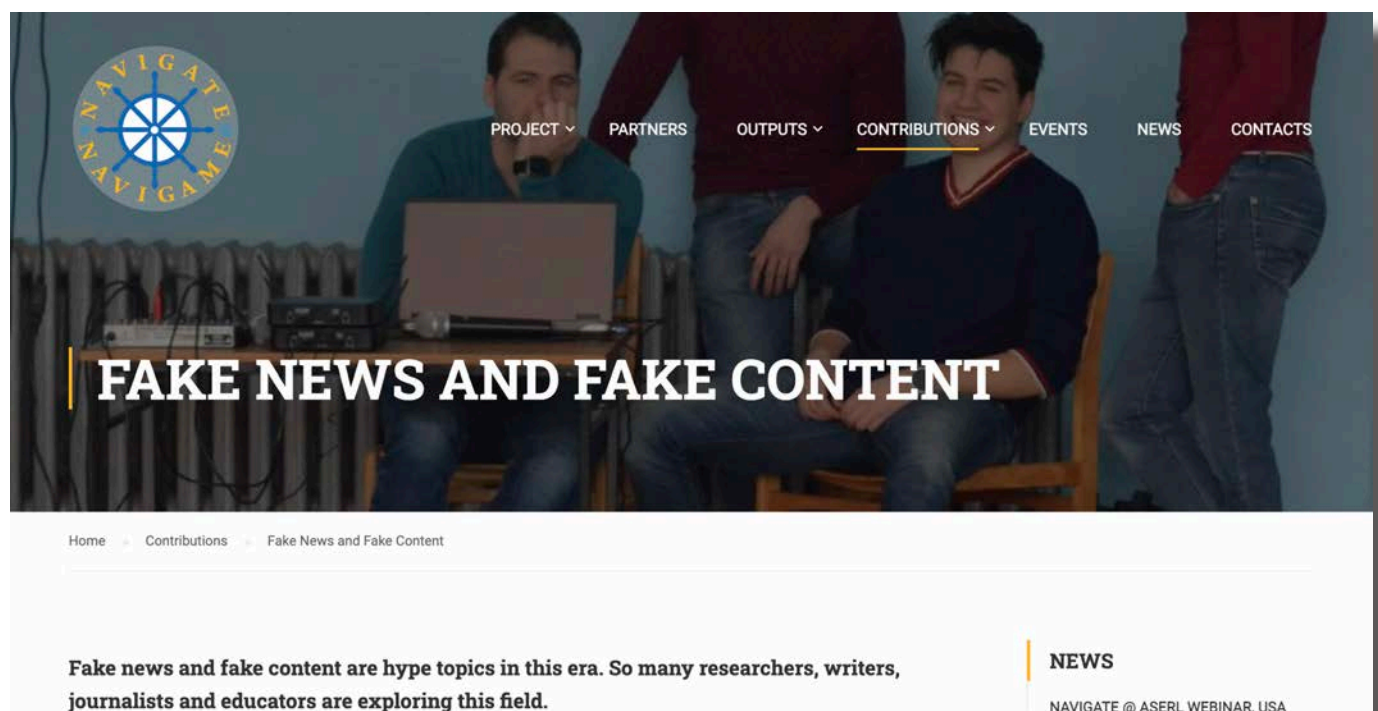 NAVIGATE
NAVIGAME
PROJECT PARTNERS OUTPUTS CONTRIBUTIONS EVENTS NEWS CONTACTS
FAKE NEWS AND FAKE CONTENT
Home Contributions Fake News and Fake Content
Fake news and fake content are hype topics in this era. So many researchers, writers,
journalists and educators are exploring this field.
NEWS
NAVIGATE @ ASERL WEBINAR, USA